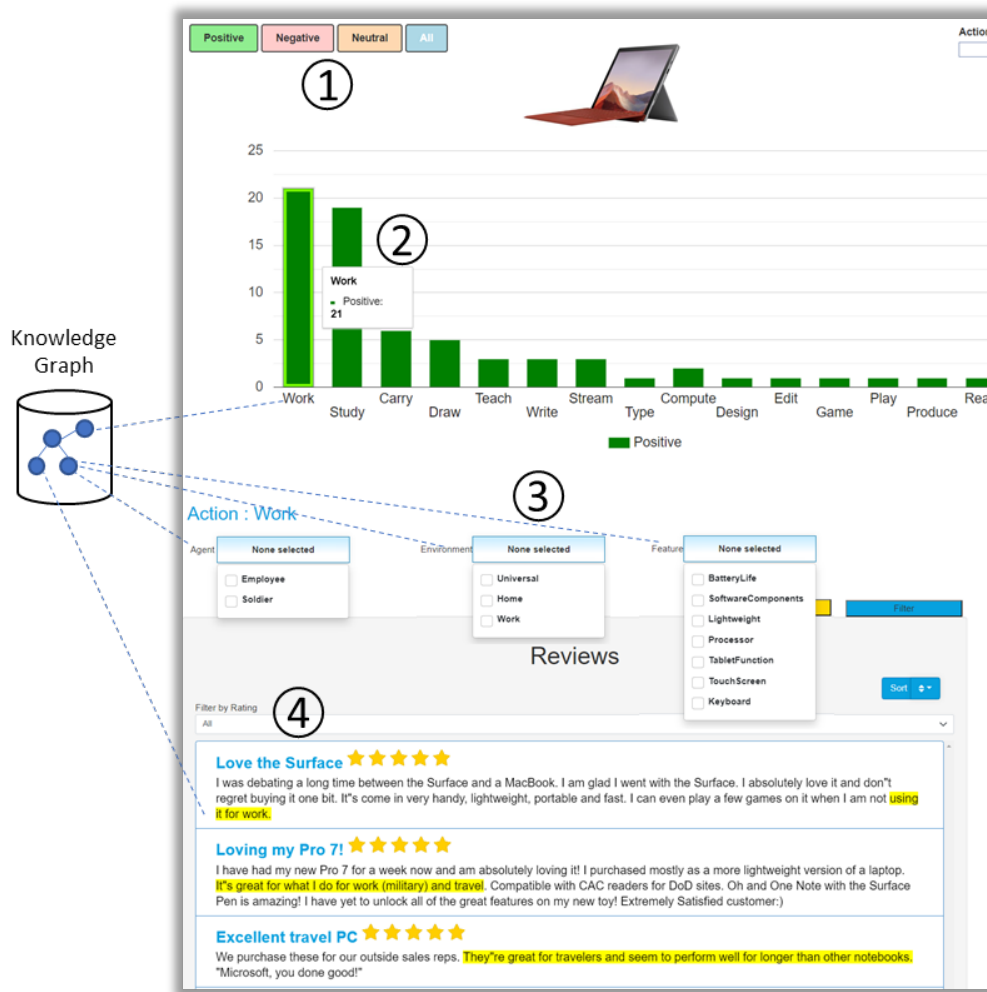 Positive
Negative
Neutral
All
Action
1
25
20
15
10
5
0
2
Work
Positive:
21
Knowledge
Graph
Work
Study
Carry
Draw
Teach
Write
Stream
Type
Compute
Design
Edit
Game
Play
Produce
Rea
Positive
3
Action : Work
Agent
None selected
Employee
Soldier
Environment
None selected
Universal
Home
Work
Feature
None selected
BatteryLife
SoftwareComponents
Lightweight
Processor
TabletFunction
TouchScreen
Keyboard
Filter
Reviews
Sort
4
Filter by Rating
All
Love the Surface
I was debating a long time between the Surface and a MacBook. I am glad I went with the Surface. I absolutely love it and don"t
regret buying it one bit. It"s come in very handy, lightweight, portable and fast. I can even play a few games on it when I am not using
it for work.
Loving my Pro 7!
I have had my new Pro 7 for a week now and am absolutely loving it! I purchased mostly as a more lightweight version of a laptop.
It"s great for what I do for work (military) and travel. Compatible with CAC readers for DoD sites. Oh and One Note with the Surface
Pen is amazing! I have yet to unlock all of the great features on my new toy! Extremely Satisfied customer:)
Excellent travel PC
We purchase these for our outside sales reps. They"re great for travelers and seem to perform well for longer than other notebooks.
"Microsoft, you done good!"